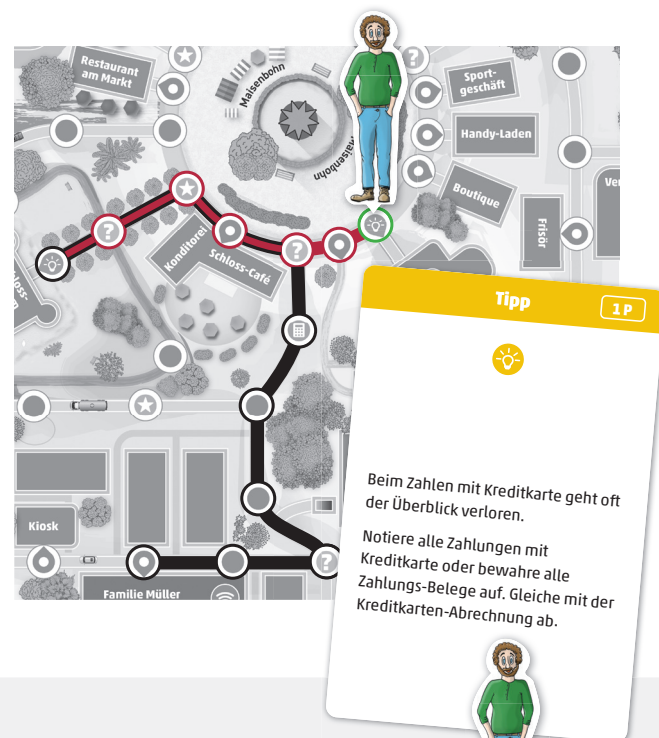 Restaurant
am Markt
Maisenbohn
Maisenbohn
?
Sport-
geschäft
Handy-Laden
Boutique
Frisör
Ver
?
Konditorei
Schloss-Café
?
loss-
m
Kiosk
?
Familie Müller
Tipp
1 P
Beim Zahlen mit Kreditkarte geht oft
der Überblick verloren.
Notiere alle Zahlungen mit
Kreditkarte oder bewahre alle
Zahlungs-Belege auf. Gleiche mit der
Kreditkarten-Abrechnung ab.